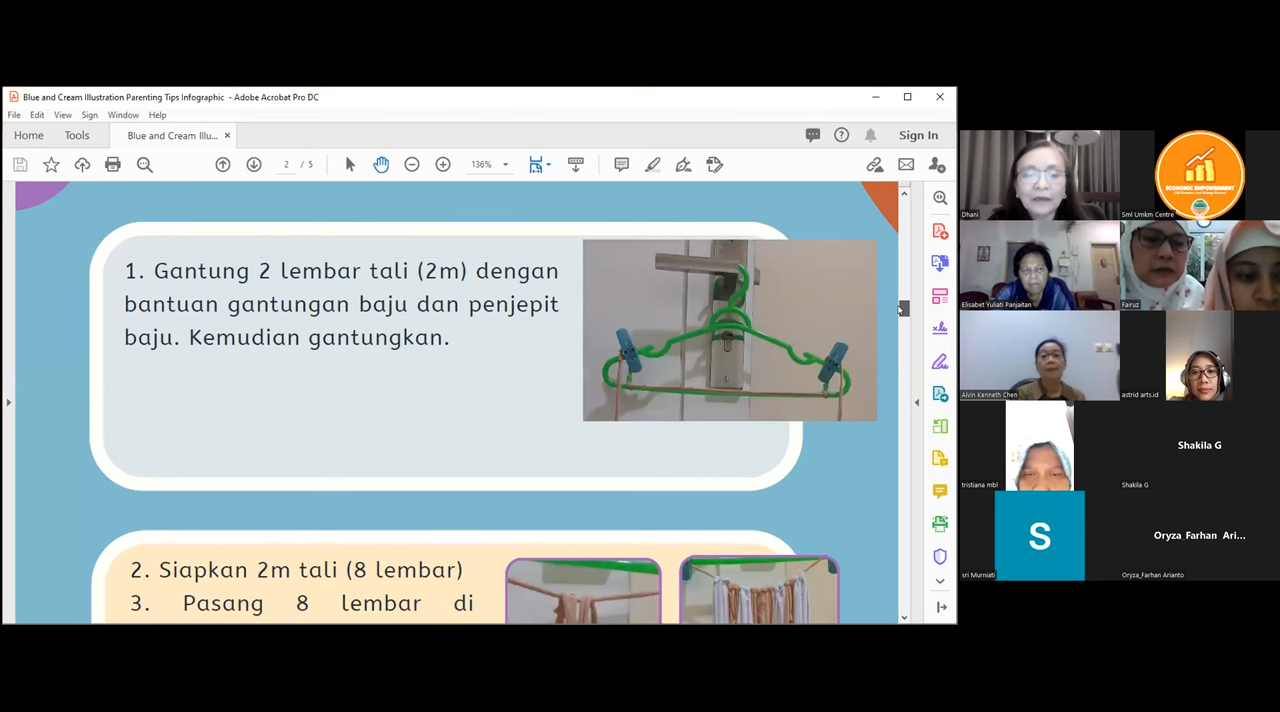 Blue and Cream Illustration Parenting Tips Infographic - Adobe Acrobat Pro DC
File Edit View Sign Window Help
Home Tools Blue and Cream Illu... × Sign In
2 / 5 136%
1. Gantung 2 lembar tali (2m) dengan
bantuan gantungan baju dan penjepit
baju. Kemudian gantungkan.
2. Siapkan 2m tali (8 lembar)
3. Pasang 8 lembar di
Dhani
ECONOMIC EMPOWERMENT
Sml Umkm Centre
Elisabet Yuliati Panjaitan
Fairuz
Alvin Kenneth Chen
astrid arts.id
tristiana mbl
Shakila G
Shakila G
S
sri Murniati
Oryza_Farhan Ari...
Oryza_Farhan Arianto